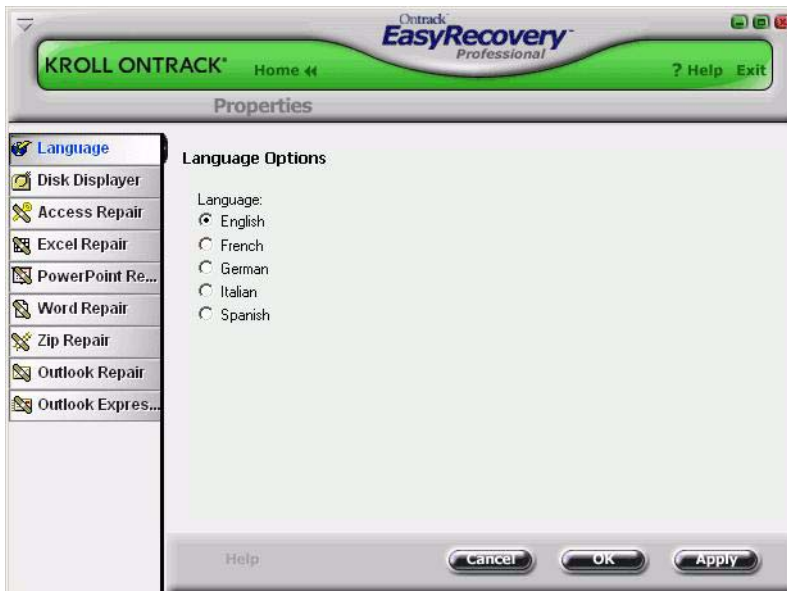 Ontrack
EasyRecovery
Professional
KROLL ONTRACK
Home
? Help Exit
Properties
Language
Disk Displayer
Access Repair
Excel Repair
PowerPoint Re...
Word Repair
Zip Repair
Outlook Repair
Outlook Expres...
Language Options
Language:
English
French
German
Italian
Spanish
Help
Cancel
OK
Apply